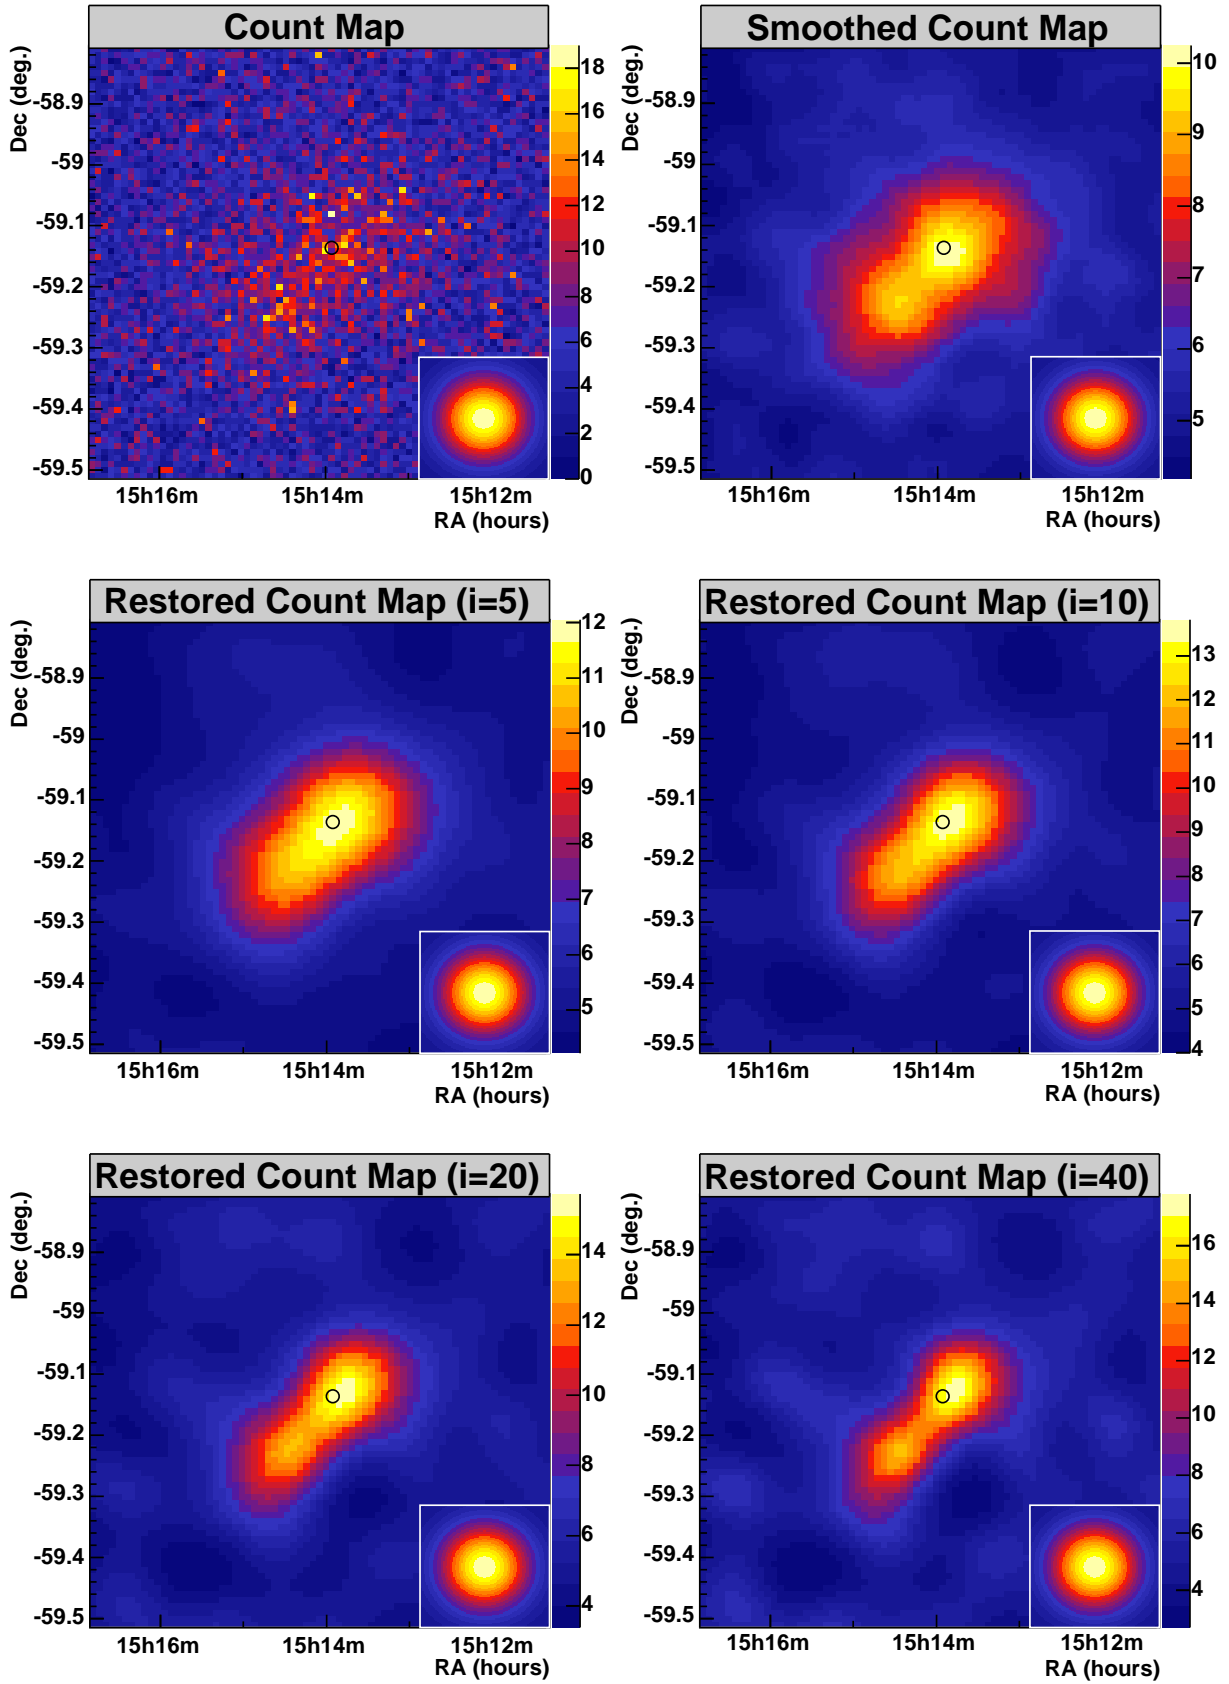 Count Map
Dec (deg.)
-58.9
-59
-59.1
-59.2
-59.3
-59.4
-59.5
15h16m
15h14m
15h12m
RA (hours)
18
16
14
12
10
8
6
4
2
0
Smoothed Count Map
Dec (deg.)
-58.9
-59
-59.1
-59.2
-59.3
-59.4
-59.5
15h16m
15h14m
15h12m
RA (hours)
10
9
8
7
6
5
Restored Count Map (i=5)
Dec (deg.)
-58.9
-59
-59.1
-59.2
-59.3
-59.4
-59.5
15h16m
15h14m
15h12m
RA (hours)
12
11
10
9
8
7
6
5
Restored Count Map (i=10)
Dec (deg.)
-58.9
-59
-59.1
-59.2
-59.3
-59.4
-59.5
15h16m
15h14m
15h12m
RA (hours)
13
12
11
10
9
8
7
6
5
4
Restored Count Map (i=20)
Dec (deg.)
-58.9
-59
-59.1
-59.2
-59.3
-59.4
-59.5
15h16m
15h14m
15h12m
RA (hours)
14
12
10
8
6
4
Restored Count Map (i=40)
Dec (deg.)
-58.9
-59
-59.1
-59.2
-59.3
-59.4
-59.5
15h16m
15h14m
15h12m
RA (hours)
16
14
12
10
8
6
4